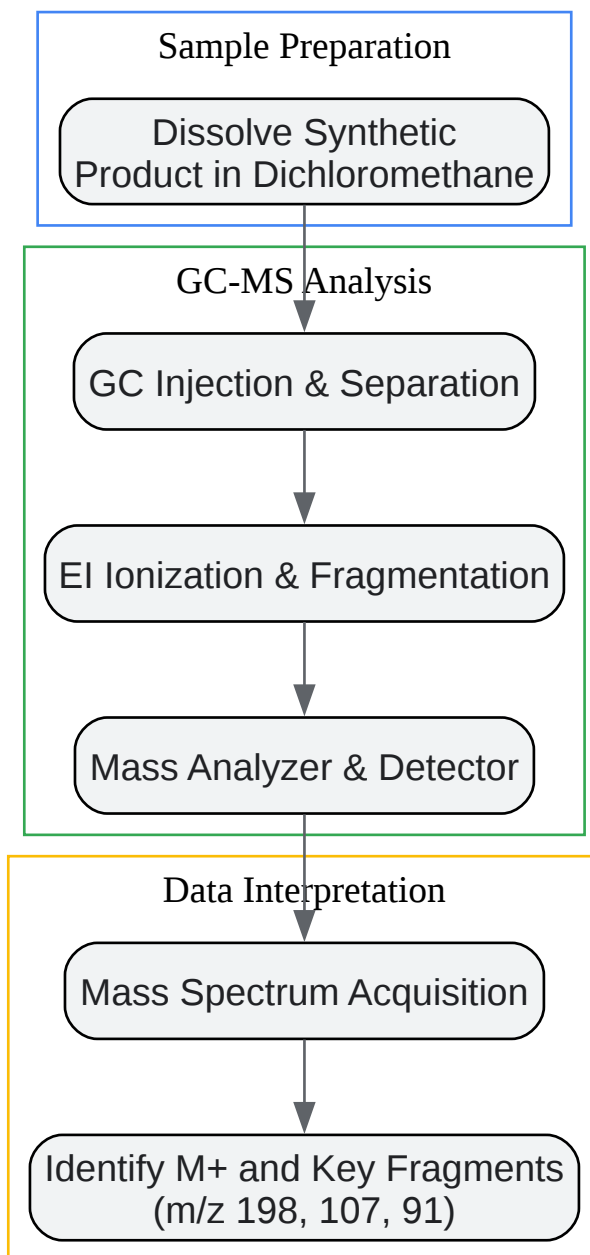 Sample Preparation
Dissolve Synthetic
Product in Dichloromethane
GC-MS Analysis
GC Injection & Separation
EI Ionization & Fragmentation
Mass Analyzer & Detector
Data Interpretation
Mass Spectrum Acquisition
Identify M+ and Key Fragments
(m/z 198, 107, 91)